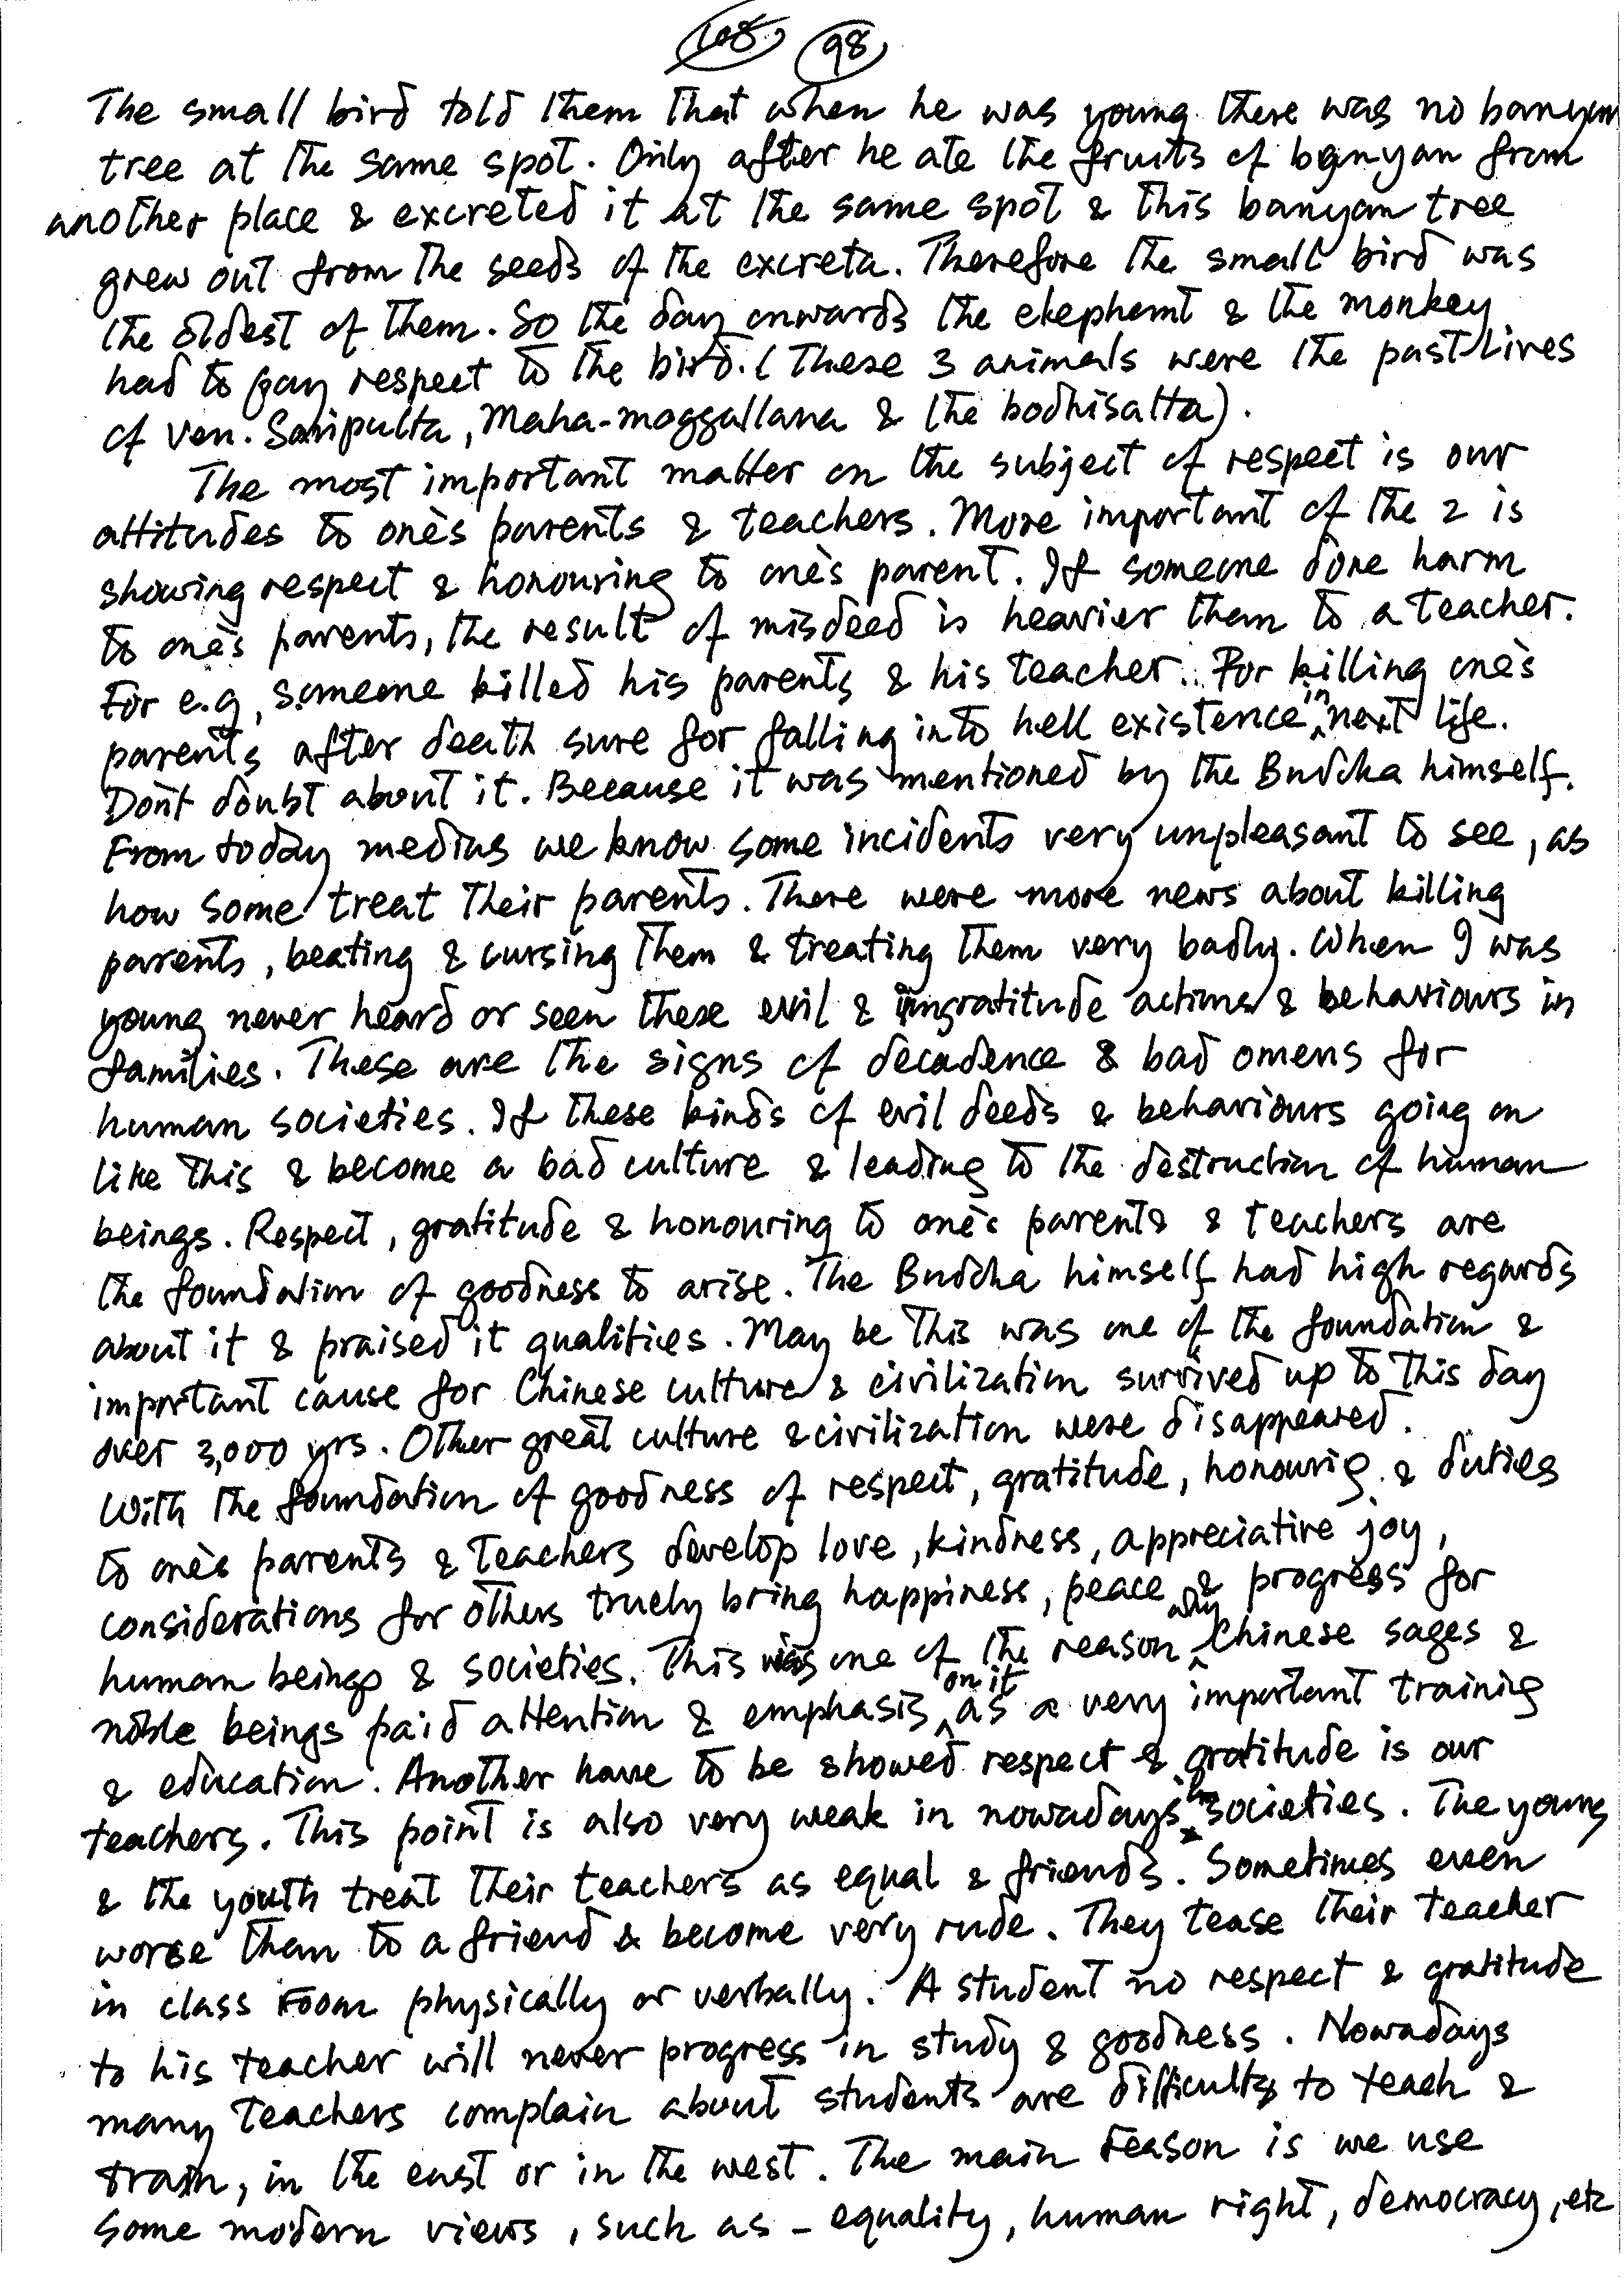 108 98
The small bird told them that when he was young there was no banyan
tree at the same spot. Only after he ate the fruits of banyan from
another place & excreted it at the same spot & this banyan tree
grew out from the seeds of the excreta. Therefore the small bird was
the oldest of them. So the day onwards the elephant & the monkey
had to pay respect to the bird. (These 3 animals were the past lives
of Ven. Sariputta, Maha-moggallana & the bodhisatta).
The most important matter on the subject of respect is our
attitudes to one's parents & teachers. More important of the 2 is
showing respect & honouring to one's parent. If someone done harm
to one's parents, the result of misdeed is heavier than to a teacher.
For e.g, someone killed his parents & his teacher. For killing one's
parents after death sure for falling into hell existence in next life.
Don't doubt about it. Because it was mentioned by the Buddha himself.
From today medias we know some incidents very unpleasant to see, as
how some treat their parents. There were more news about killing
parents, beating & cursing them & treating them very badly. When I was
young never heard or seen these evil & ingratitude actions & behaviours in
families. These are the signs of decadence & bad omens for
human societies. If these kinds of evil deeds & behaviours going on
like this & become a bad culture & leading to the destruction of human
beings. Respect, gratitude & honouring to one's parents & teachers are
the foundation of goodness to arise. The Buddha himself had high regards
about it & praised it qualities. May be this was one of the foundation &
important cause for Chinese culture & civilization survived up to this day
over 3,000 yrs. Other great culture & civilization were disappeared.
With the foundation of goodness of respect, gratitude, honourig & duties
to one's parents & teachers develop love, kindness, appreciative joy,
considerations for others truely bring happiness, peace & progress for
human beings & societies. This was one of the reason why Chinese sages &
noble beings paid attention & emphasis on it as a very important training
& education. Another have to be showed respect & gratitude is our
teachers. This point is also very weak in nowadays societies. The young
& the youth treat their teachers as equal & friends. Sometimes even
worse than to a friend & become very rude. They tease their teacher
in class room physically or verbally. A student no respect & gratitude
to his teacher will never progress in study & goodness. Nowadays
many teachers complain about students are difficulty to teach &
train, in the east or in the west. The main reason is we use
some modern views, such as – equality, human right, democracy, etc